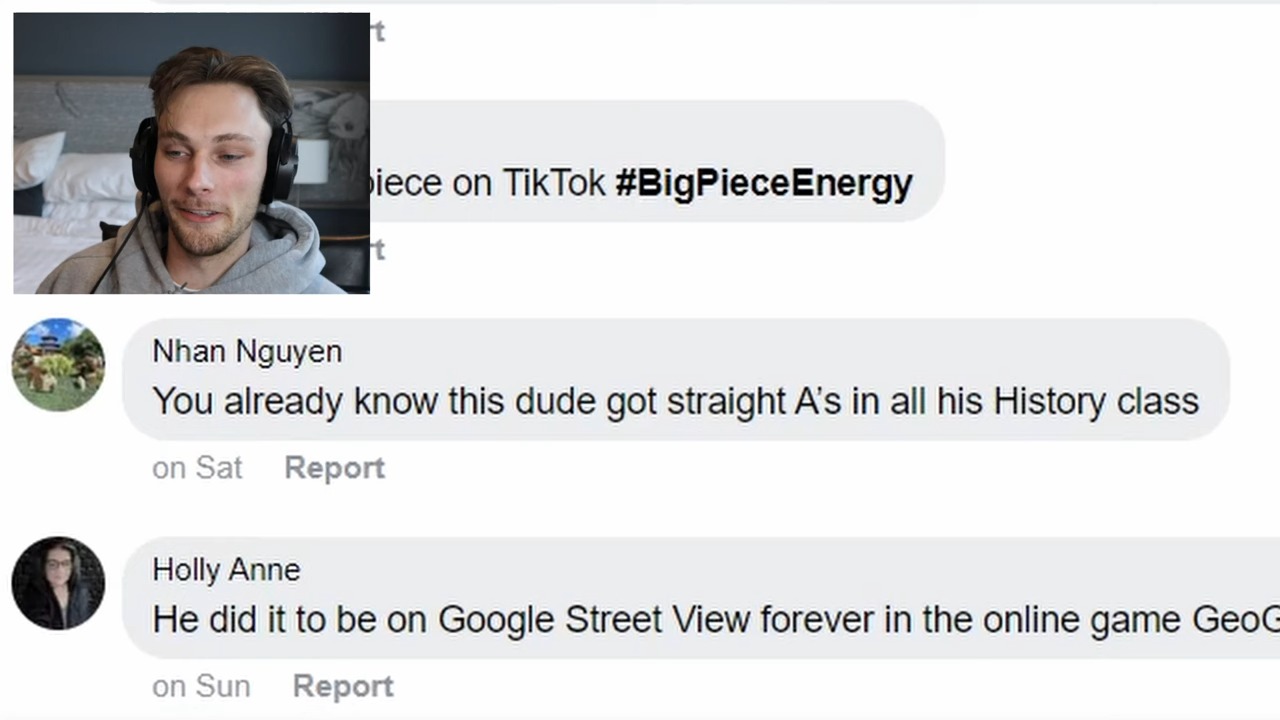 piece on TikTok #BigPieceEnergy
Nhan Nguyen
You already know this dude got straight A's in all his History class
on Sat Report
Holly Anne
He did it to be on Google Street View forever in the online game
on Sun Report